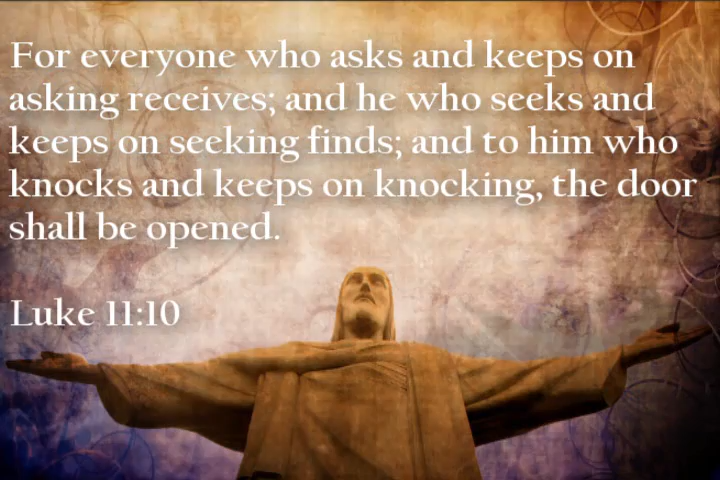 For everyone who asks and keeps on
asking receives; and he who seeks and
keeps on seeking finds; and to him who
knocks and keeps on knocking, the door
shall be opened.
Luke 11:10